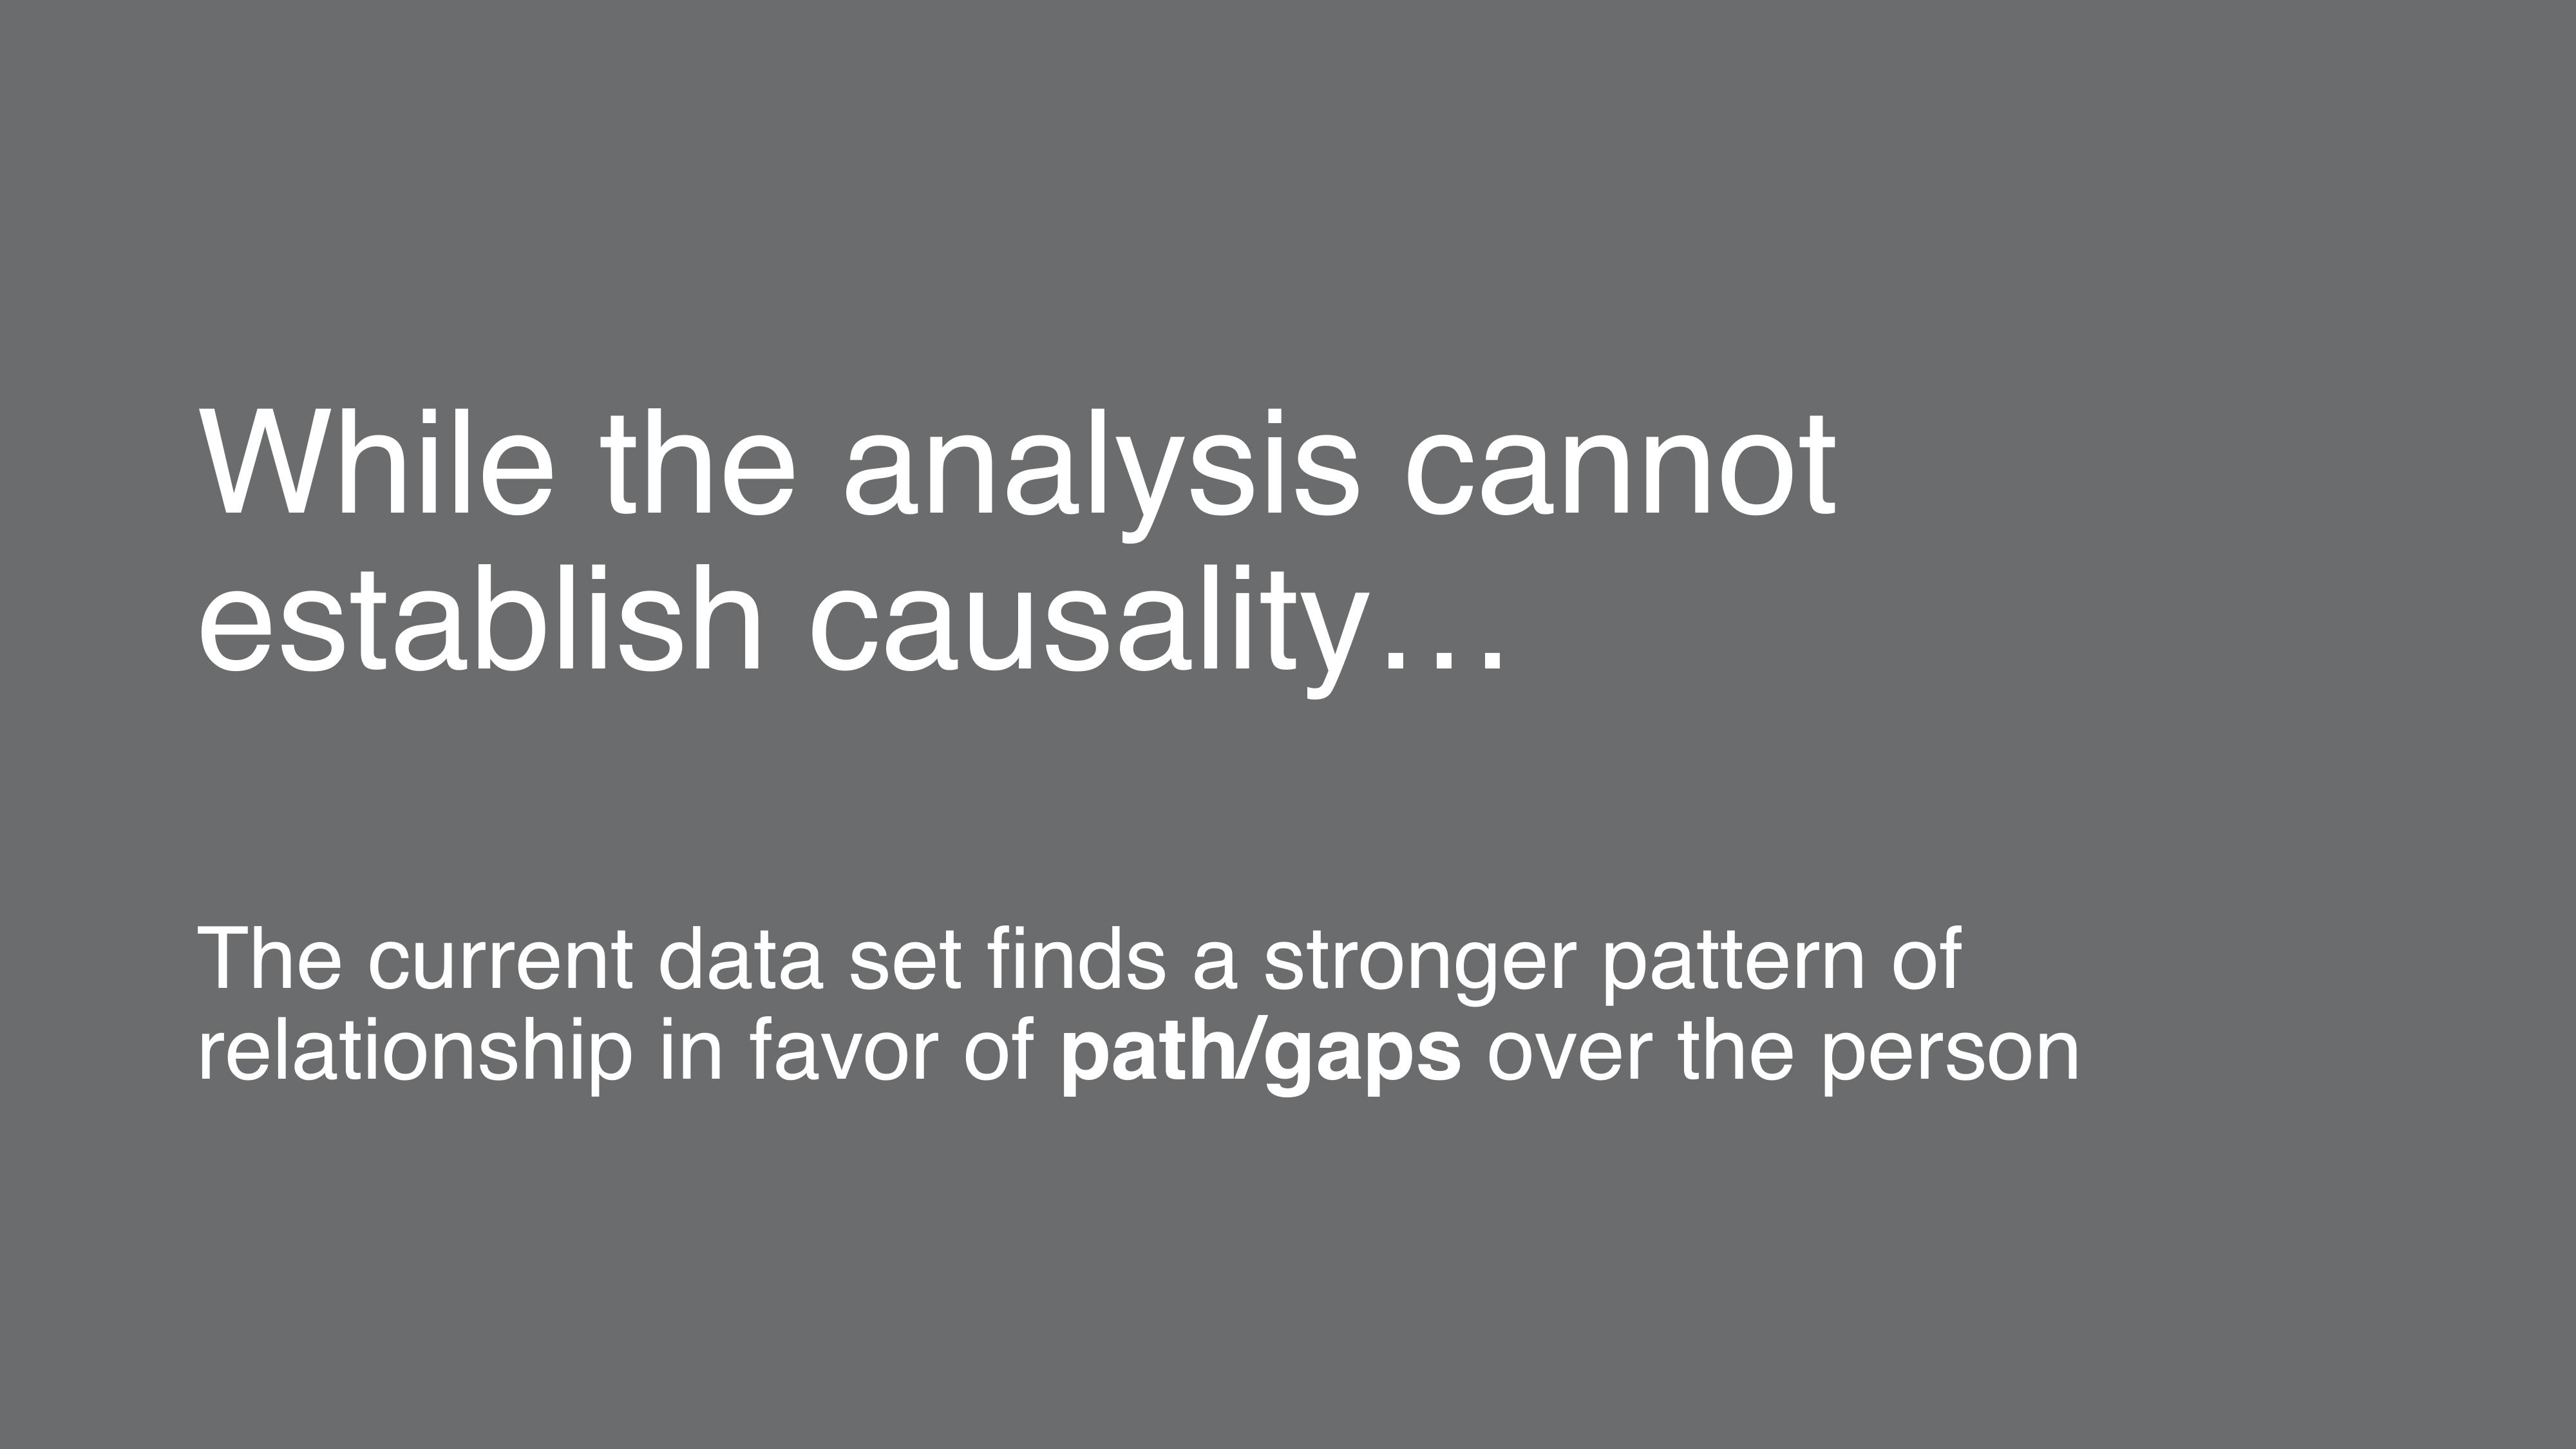 While the analysis cannot
establish causality…
The current data set finds a stronger pattern of
relationship in favor of path/gaps over the person